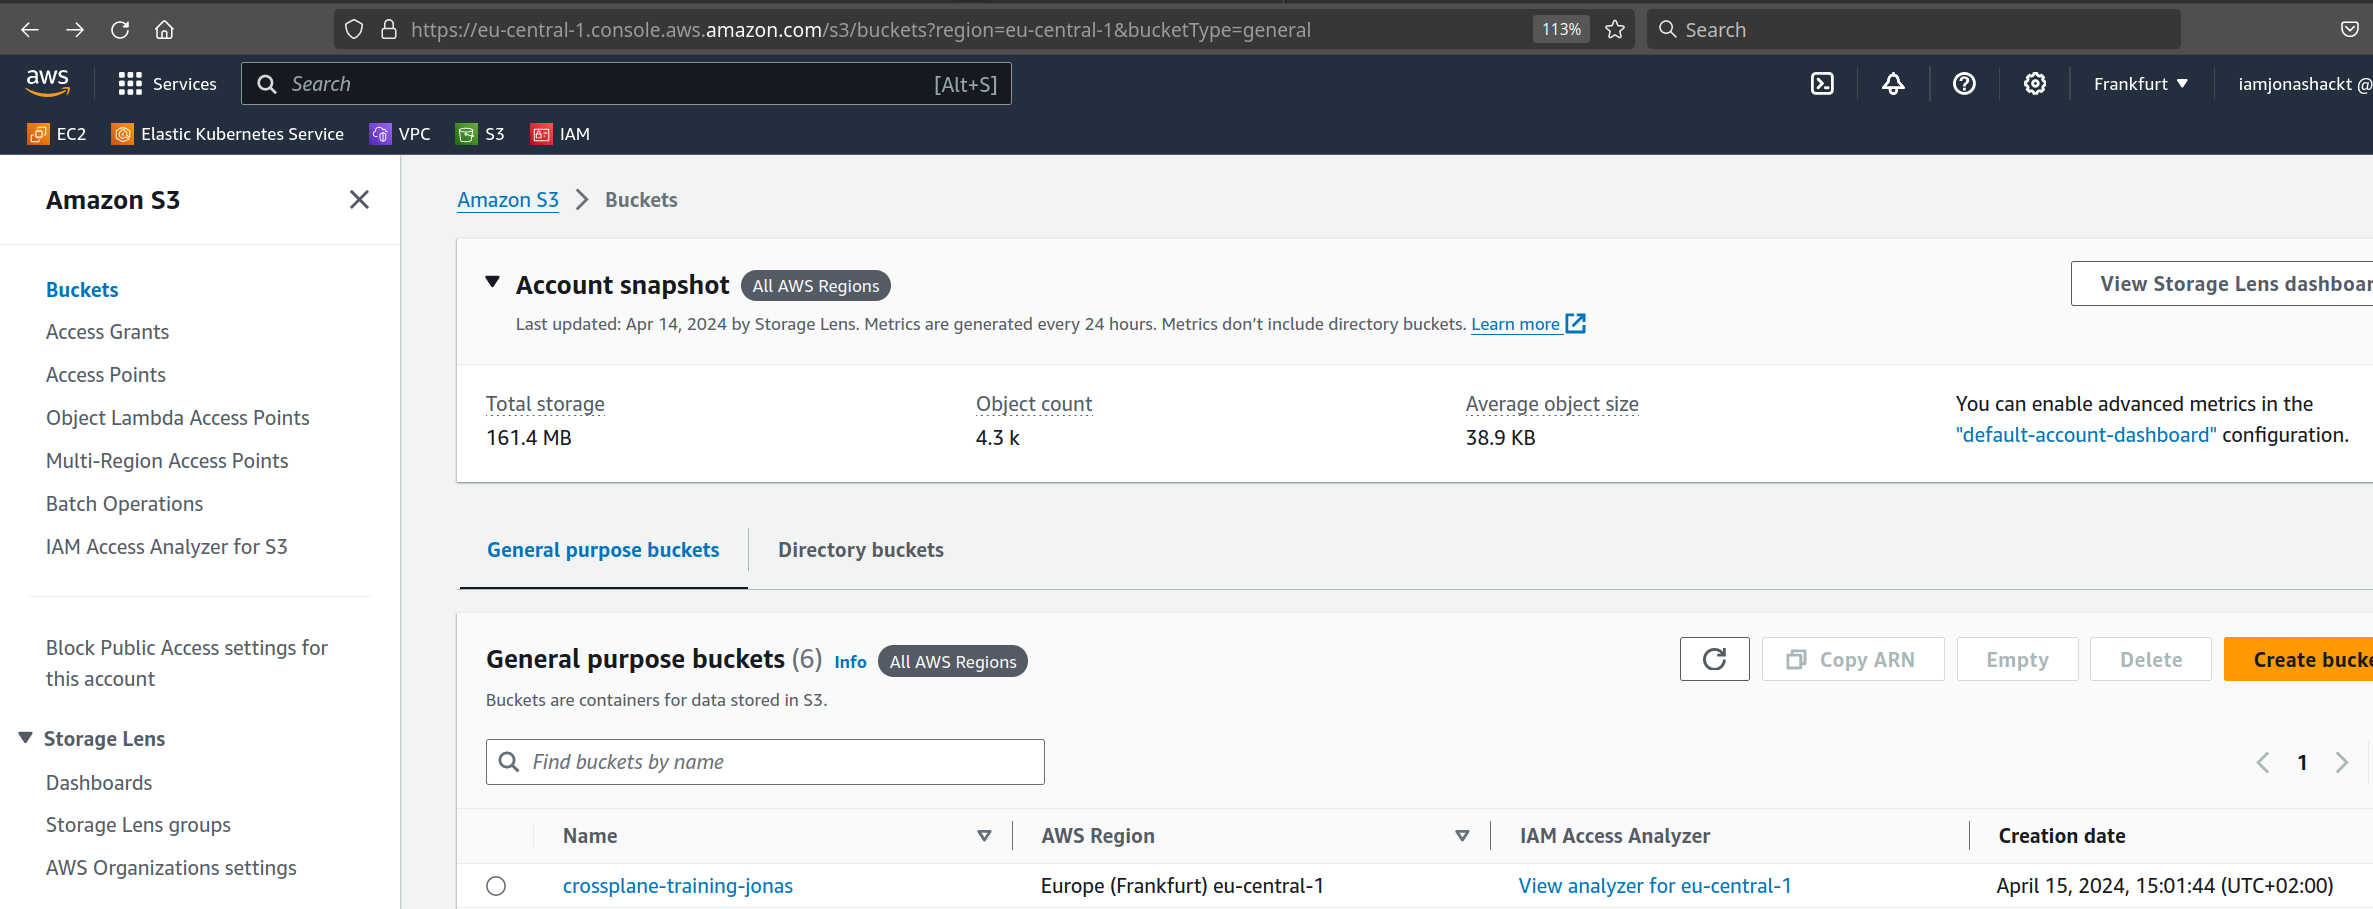 https://eu-central-1.console.aws.amazon.com/s3/buckets?region=eu-central-1&bucketType=general
113%
Search
aws
Services
Search
[Alt+S]
Frankfurt
iamjonashackt @
EC2
Elastic Kubernetes Service
VPC
S3
IAM
Amazon S3
Buckets
Access Grants
Access Points
Object Lambda Access Points
Multi-Region Access Points
Batch Operations
IAM Access Analyzer for S3
Block Public Access settings for
this account
Storage Lens
Dashboards
Storage Lens groups
AWS Organizations settings
Amazon S3 Buckets
Account snapshot All AWS Regions
View Storage Lens dashboar
Last updated: Apr 14, 2024 by Storage Lens. Metrics are generated every 24 hours. Metrics don’t include directory buckets. Learn more
Total storage
161.4 MB
Object count
4.3 k
Average object size
38.9 KB
You can enable advanced metrics in the
"default-account-dashboard" configuration.
General purpose buckets
Directory buckets
General purpose buckets (6) Info All AWS Regions
Copy ARN
Empty
Delete
Create bucke
Buckets are containers for data stored in S3.
Find buckets by name
1
Name
AWS Region
IAM Access Analyzer
Creation date
crossplane-training-jonas
Europe (Frankfurt) eu-central-1
View analyzer for eu-central-1
April 15, 2024, 15:01:44 (UTC+02:00)